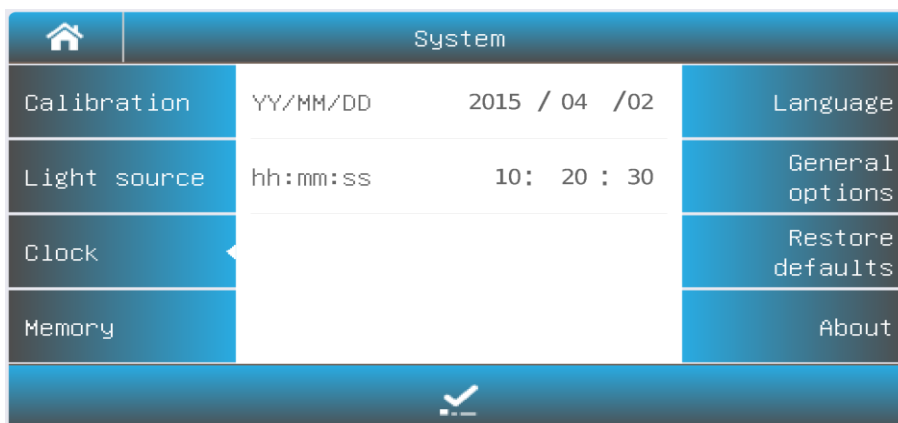 System
Calibration
YY/MM/DD 2015 / 04 /02
Language
Light source
hh:mm:ss 10: 20 : 30
General
options
Clock
Restore
defaults
Memory
About